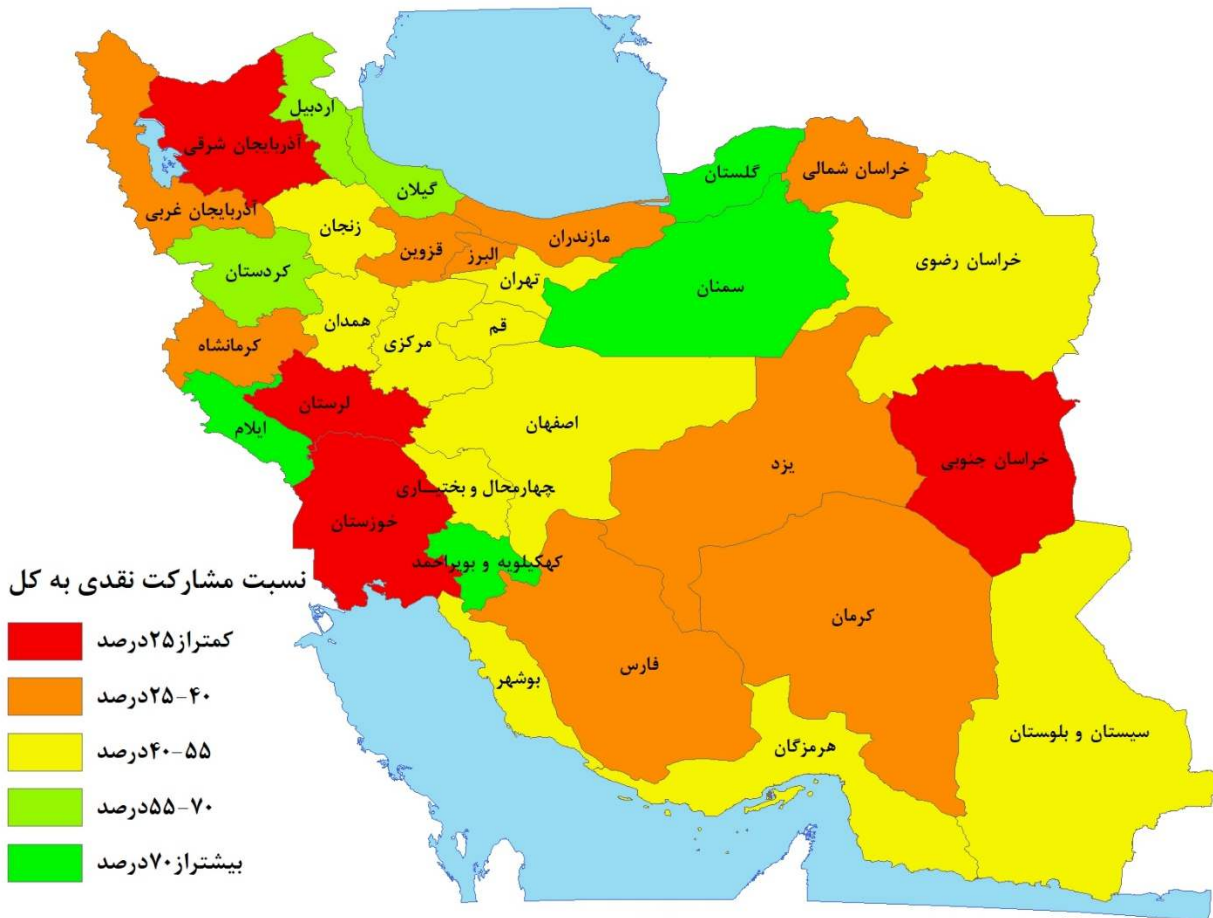 اردبیل
آذربایجان شرقی
گیلان
آذربایجان غربی
زنجان
قزوین
البرز
مازندران
گلستان
خراسان شمالی
خراسان رضوی
سمنان
تهران
کردستان
همدان
مرکزی
قم
کرمانشاه
لرستان
ایلام
اصفهان
یزد
خراسان جنوبی
چهارمحال و بختیاری
خوزستان
کهکیلویه و بویراحمد
کرمان
فارس
بوشهر
هرمزگان
سیستان و بلوستان
نسبت مشارکت نقدی به کل
کمتراز۲۵درصد
۲۵-۴۰درصد
۴۰-۵۵درصد
۵۵-۷۰درصد
بیشتراز۷۰درصد